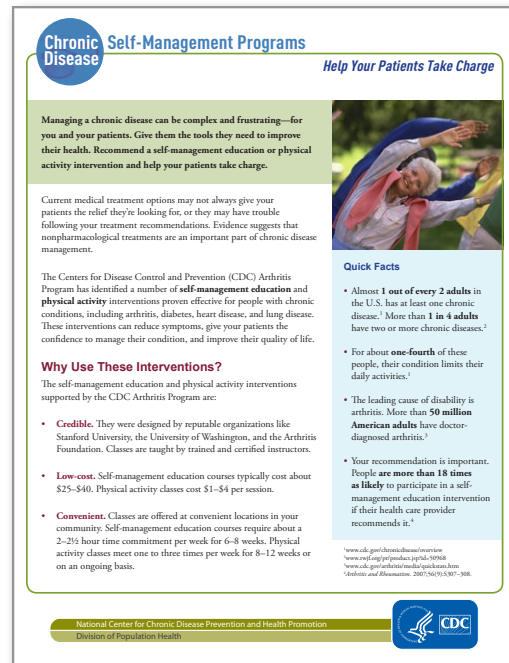 Chronic
Disease
Self-Management Programs
Help Your Patients Take Charge
Managing a chronic disease can be complex and frustrating—for
you and your patients. Give them the tools they need to improve
their health. Recommend a self-management education or physical
activity intervention and help your patients take charge.
Current medical treatment options may not always give your
patients the relief they're looking for, or they may have trouble
following your treatment recommendations. Evidence suggests that
nonpharmacological treatments are an important part of chronic disease
management.
The Centers for Disease Control and Prevention (CDC) Arthritis
Program has identified a number of self-management education and
physical activity interventions proven effective for people with chronic
conditions, including arthritis, diabetes, heart disease, and lung disease.
These interventions can reduce symptoms, give your patients the
confidence to manage their condition, and improve their quality of life.
Why Use These Interventions?
The self-management education and physical activity interventions
supported by the CDC Arthritis Program are:
• Credible. They were designed by reputable organizations like
Stanford University, the University of Washington, and the Arthritis
Foundation. Classes are taught by trained and certified instructors.
• Low-cost. Self-management education courses typically cost about
$25–$40. Physical activity classes cost $1–$4 per session.
• Convenient. Classes are offered at convenient locations in your
community. Self-management education courses require about a
2–2½ hour time commitment per week for 6–8 weeks. Physical
activity classes meet one to three times per week for 8–12 weeks or
on an ongoing basis.
Quick Facts
• Almost 1 out of every 2 adults in
the U.S. has at least one chronic
disease.¹ More than 1 in 4 adults
have two or more chronic diseases.²
• For about one-fourth of these
people, their condition limits their
daily activities.¹
• The leading cause of disability is
arthritis. More than 50 million
American adults have doctor-
diagnosed arthritis.³
• Your recommendation is important.
People are more than 18 times
as likely to participate in a self-
management education intervention
if their health care provider
recommends it.⁴
¹www.cdc.gov/chronicdisease/overview
²www.rwjf.org/pr/product.jsp?id=50968
³www.cdc.gov/arthritis/media/quickstats.htm
⁴Arthritis and Rheumatism. 2007;56(9):S307–308.
National Center for Chronic Disease Prevention and Health Promotion
Division of Population Health
CDC